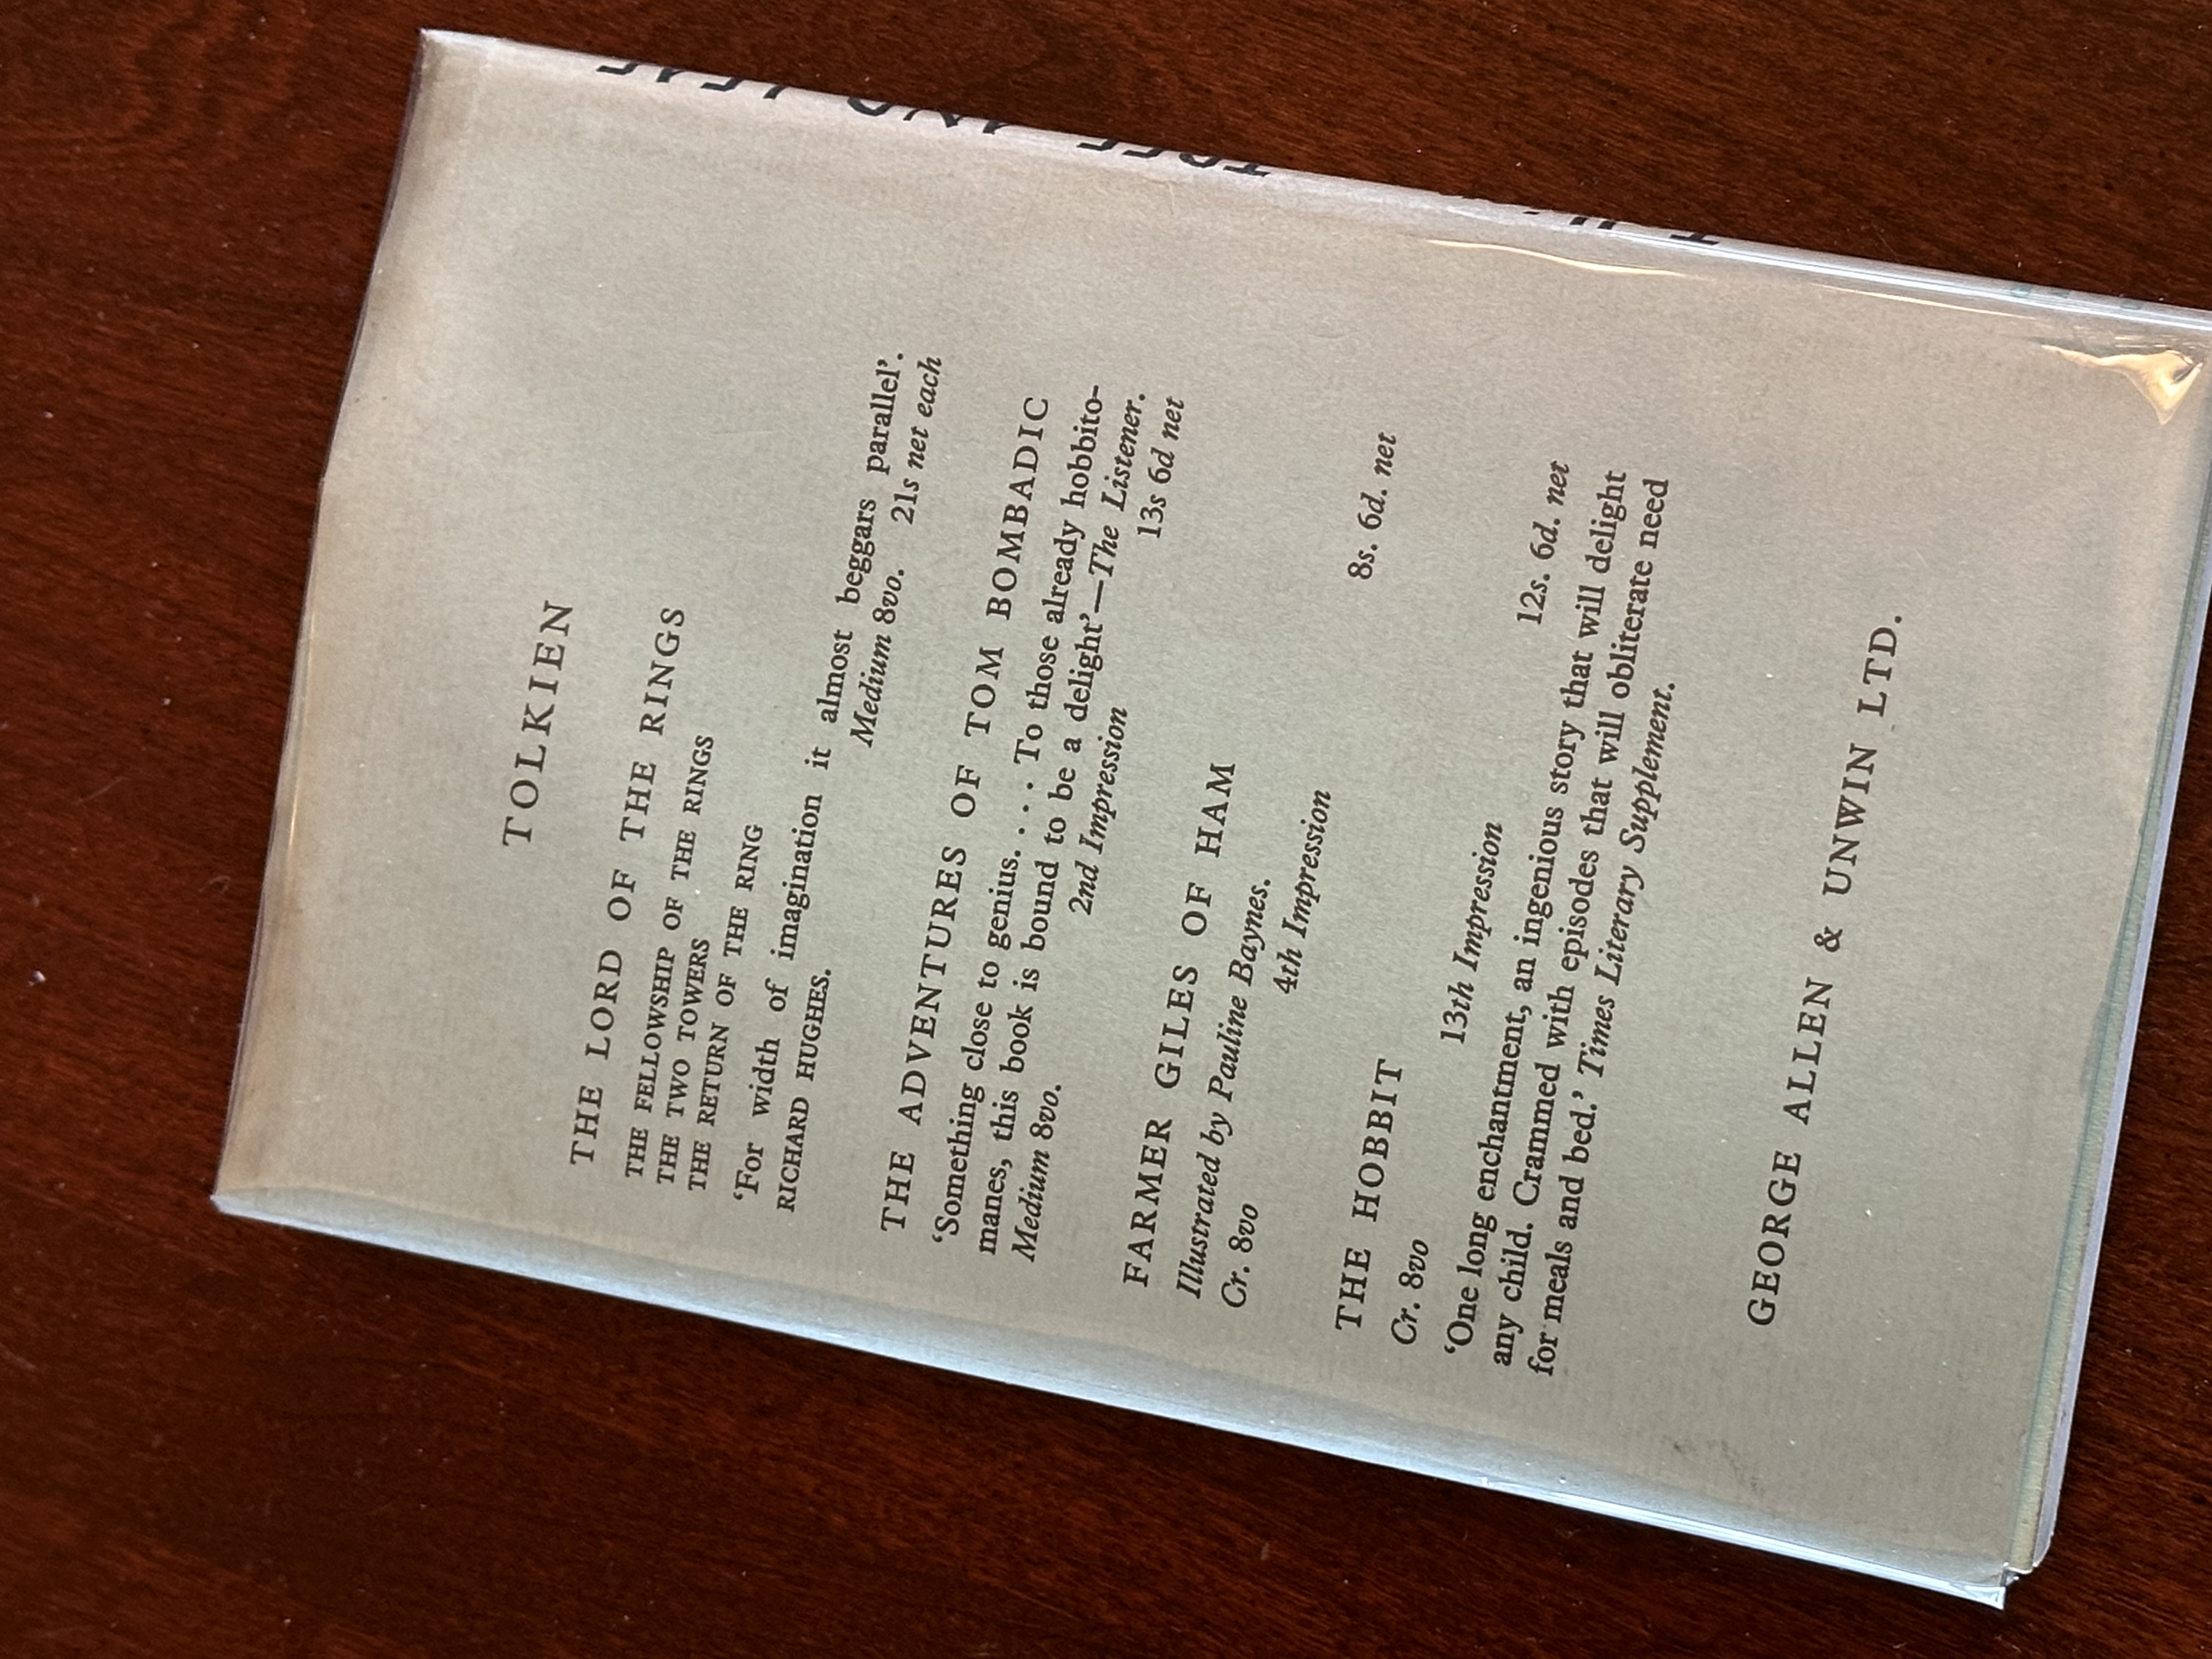 TOLKIEN
THE LORD OF THE RINGS
THE FELLOWSHIP OF THE RINGS
THE TWO TOWERS
THE RETURN OF THE RING
‘For width of imagination it almost beggars parallel’.
RICHARD HUGHES. Medium 8vo. 21s net each
THE ADVENTURES OF TOM BOMBADIC
‘Something close to genius. . . . To those already hobbito-
manes, this book is bound to be a delight’—The Listener.
Medium 8vo. 2nd Impression 13s 6d net
FARMER GILES OF HAM
Illustrated by Pauline Baynes.
Cr. 8vo 4th Impression 8s. 6d. net
THE HOBBIT
Cr. 8vo 13th Impression 12s. 6d. net
‘One long enchantment, an ingenious story that will delight
any child. Crammed with episodes that will obliterate need
for meals and bed.’ Times Literary Supplement.
GEORGE ALLEN & UNWIN LTD.
TREE AND LEAF